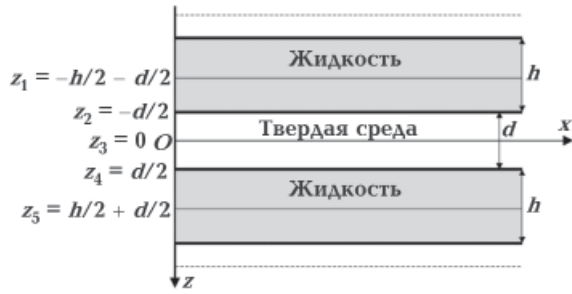 Жидкость
z1 = −h/2 − d/2
h
z2 = −d/2
Твердая среда
d
x
z3 = 0 O
z4 = d/2
Жидкость
z5 = h/2 + d/2
h
z